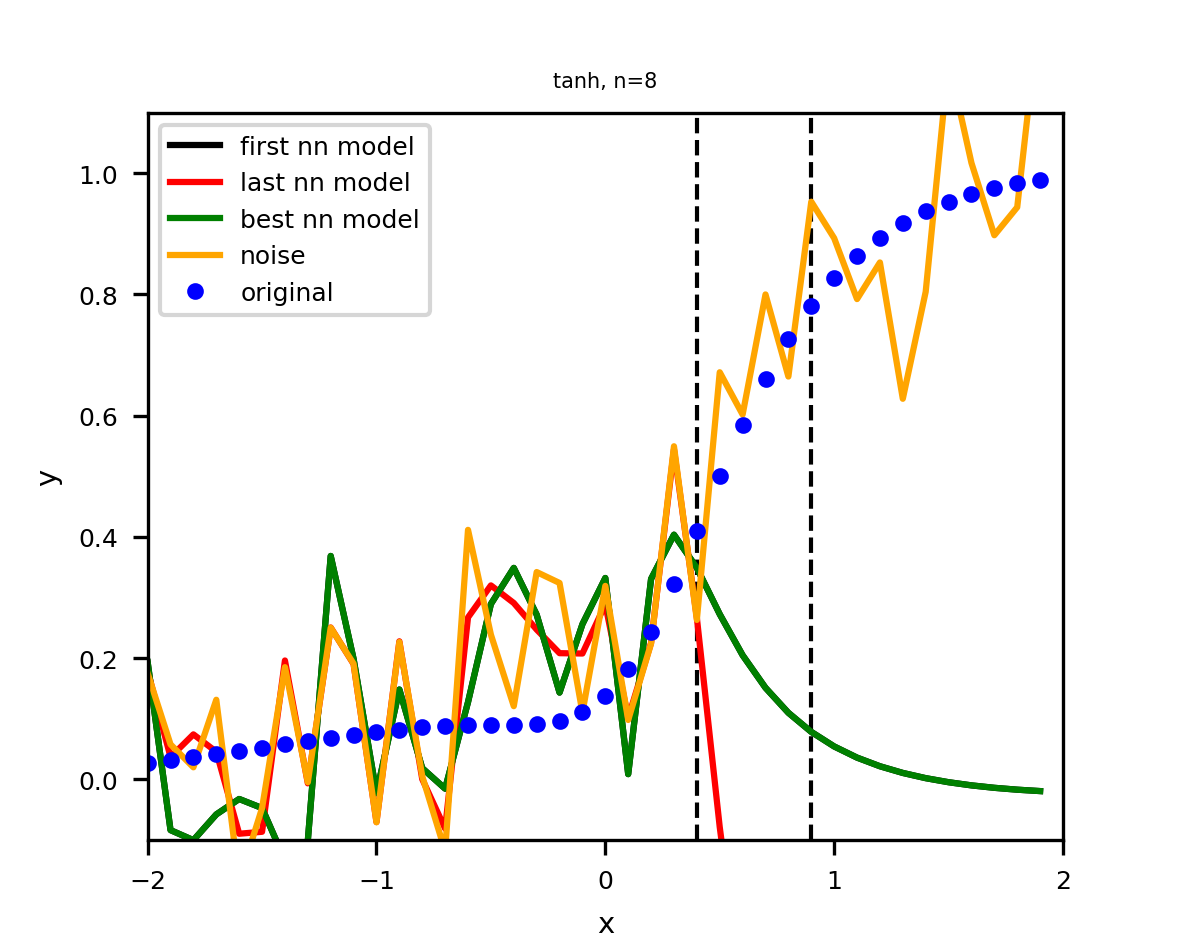 tanh, n=8
first nn model
last nn model
best nn model
noise
original
1.0
0.8
0.6
0.4
0.2
0.0
y
−2
−1
0
1
2
x